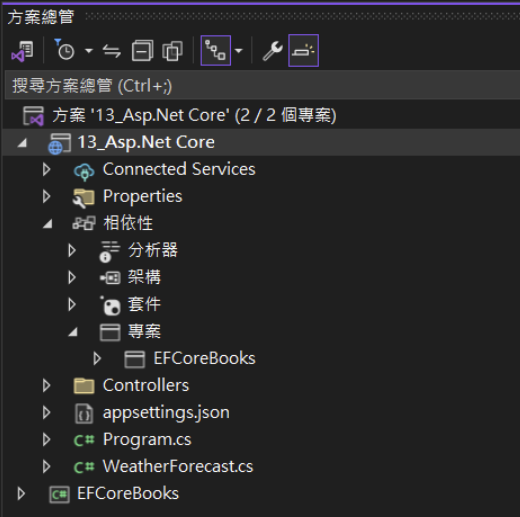 方案總管
搜尋方案總管 (Ctrl+;)
方案 '13_Asp.Net Core' (2 / 2 個專案)
13_Asp.Net Core
Connected Services
Properties
相依性
分析器
架構
套件
專案
EFCoreBooks
Controllers
appsettings.json
C# Program.cs
C# WeatherForecast.cs
C# EFCoreBooks